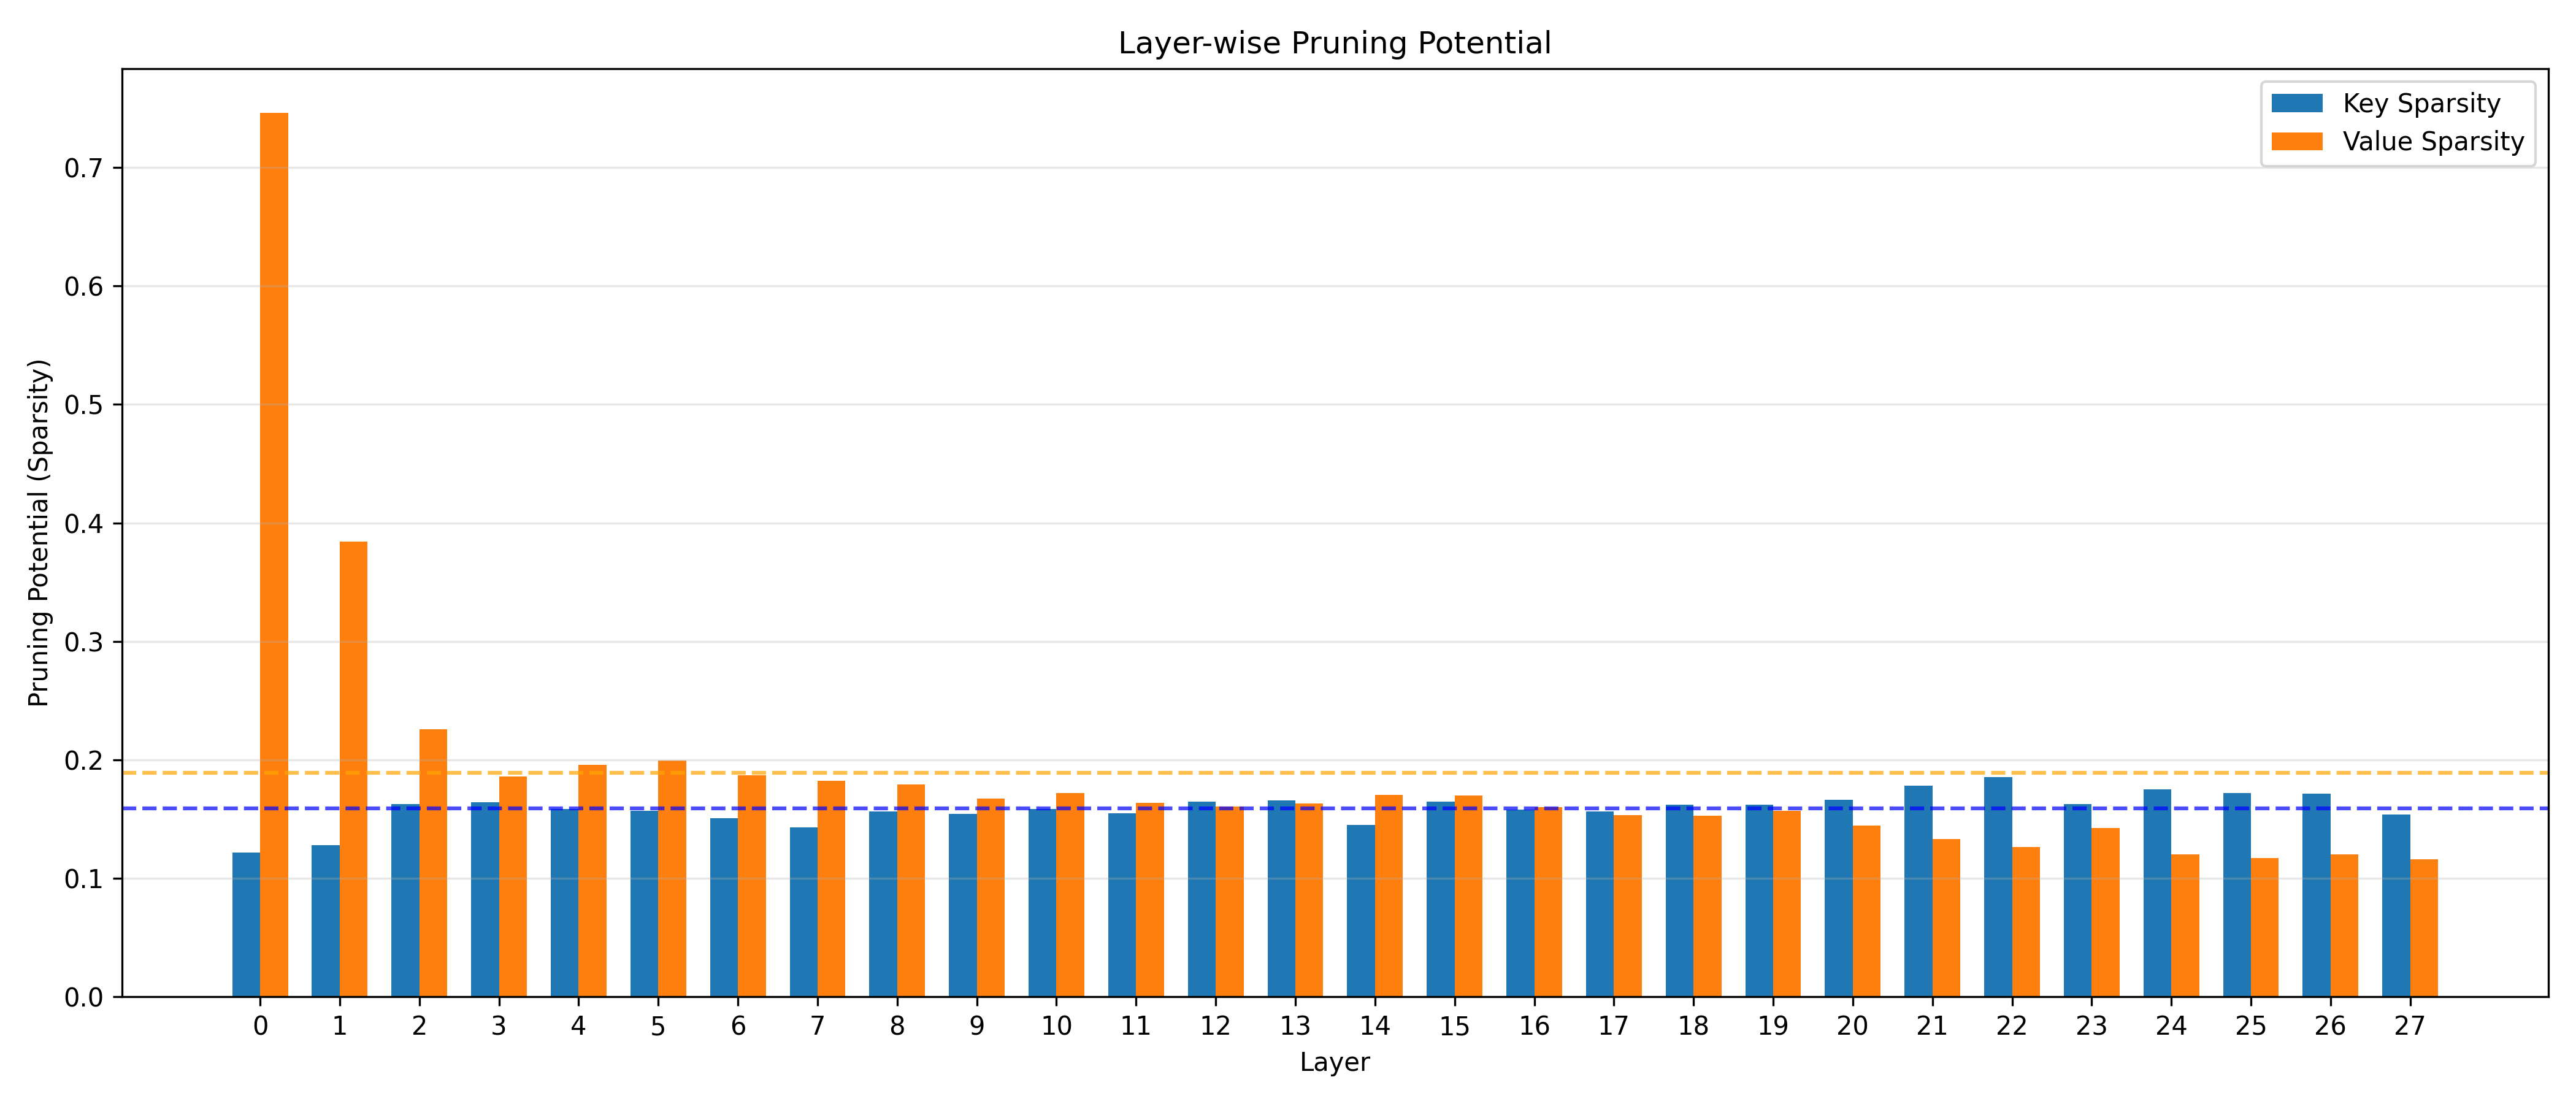 Layer-wise Pruning Potential
Key Sparsity
Value Sparsity
Pruning Potential (Sparsity)
0.7
0.6
0.5
0.4
0.3
0.2
0.1
0.0
0 1 2 3 4 5 6 7 8 9 10 11 12 13 14 15 16 17 18 19 20 21 22 23 24 25 26 27
Layer